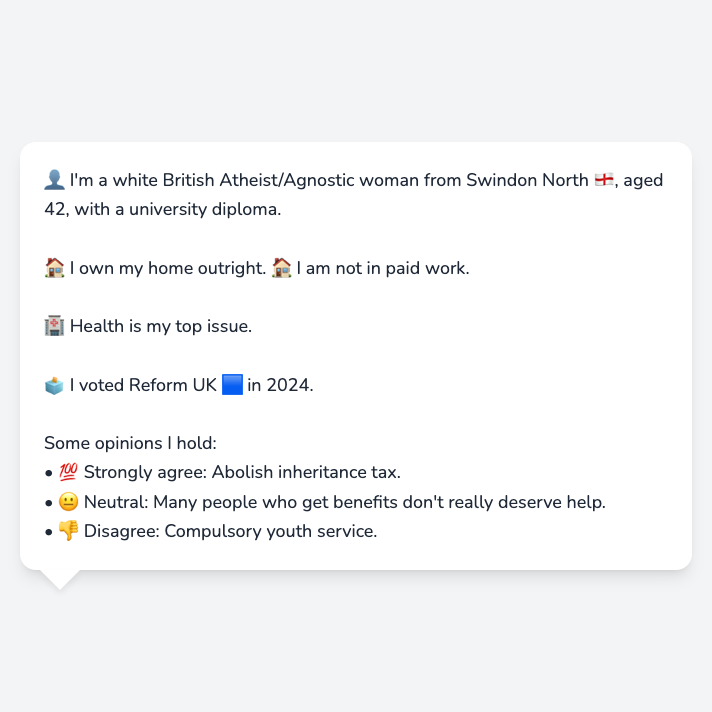 👤 I'm a white British Atheist/Agnostic woman from Swindon North 🏴󠁧󠁢󠁥󠁮󠁧󠁿, aged
42, with a university diploma.
🏠 I own my home outright. 🏠 I am not in paid work.
🏥 Health is my top issue.
🗳️ I voted Reform UK 🟦 in 2024.
Some opinions I hold:
• 💯 Strongly agree: Abolish inheritance tax.
• 😐 Neutral: Many people who get benefits don't really deserve help.
• 👎 Disagree: Compulsory youth service.